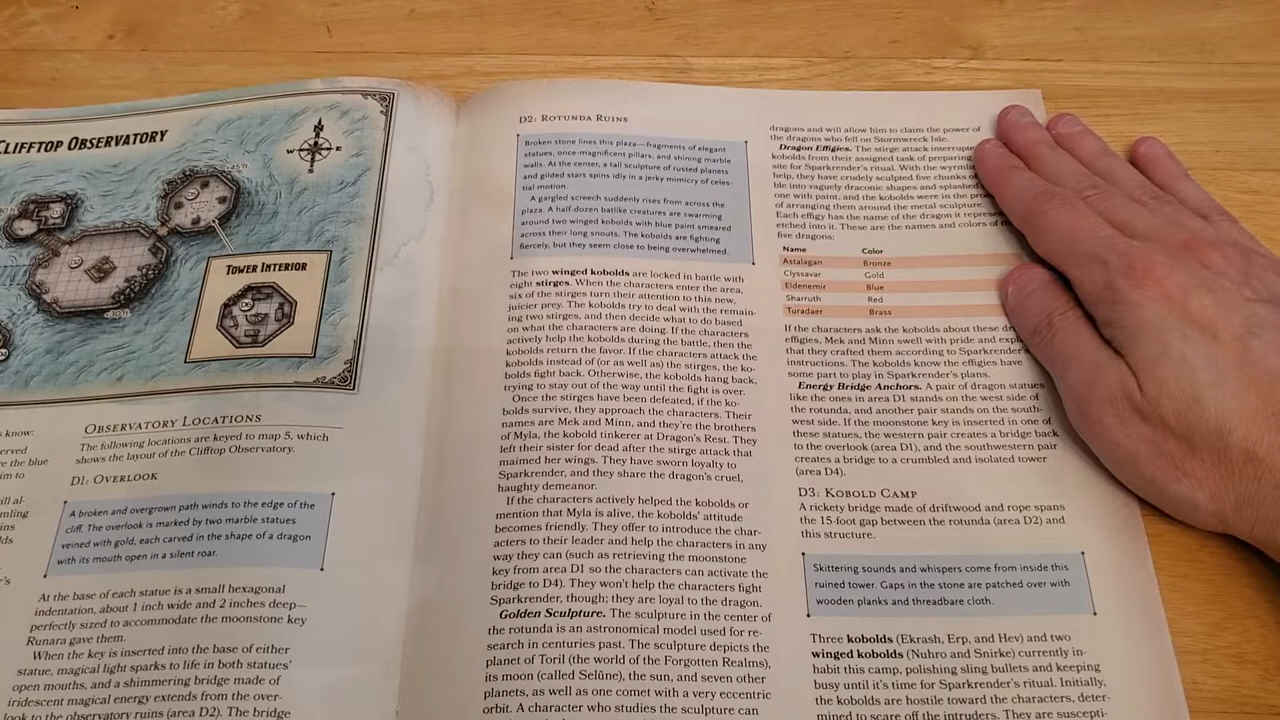 CLIFFTOP OBSERVATORY
N
W E
S
45 ft
D2
+30 ft
TOWER INTERIOR
D6
s know:
erved
re the blue
im to
ill al-
mling
ins
lds
r's
OBSERVATORY LOCATIONS
The following locations are keyed to map 5, which
shows the layout of the Clifftop Observatory.
D1: OVERLOOK
A broken and overgrown path winds to the edge of the
cliff. The overlook is marked by two marble statues
veined with gold, each carved in the shape of a dragon
with its mouth open in a silent roar.
At the base of each statue is a small hexagonal
indentation, about 1 inch wide and 2 inches deep—
perfectly sized to accommodate the moonstone key
Runara gave them.
When the key is inserted into the base of either
statue, magical light sparks to life in both statues'
open mouths, and a shimmering bridge made of
iridescent magical energy extends from the over-
look to the observatory ruins (area D2). The bridge
D2: ROTUNDA RUINS
Broken stone lines this plaza—fragments of elegant
statues, once-magnificent pillars, and shining marble
walls. At the center, a tall sculpture of rusted planets
and gilded stars spins idly in a jerky mimicry of celes-
tial motion.
A gargled screech suddenly rises from across the
plaza. A half-dozen batlike creatures are swarming
around two winged kobolds with blue paint smeared
across their long snouts. The kobolds are fighting
fiercely, but they seem close to being overwhelmed.
The two winged kobolds are locked in battle with
eight stirges. When the characters enter the area,
six of the stirges turn their attention to this new,
juicier prey. The kobolds try to deal with the remain-
ing two stirges, and then decide what to do based
on what the characters are doing. If the characters
actively help the kobolds during the battle, then the
kobolds return the favor. If the characters attack the
kobolds instead of (or as well as) the stirges, the ko-
bolds fight back. Otherwise, the kobolds hang back,
trying to stay out of the way until the fight is over.
Once the stirges have been defeated, if the ko-
bolds survive, they approach the characters. Their
names are Mek and Minn, and they're the brothers
of Myla, the kobold tinkerer at Dragon's Rest. They
left their sister for dead after the stirge attack that
maimed her wings. They have sworn loyalty to
Sparkrender, and they share the dragon's cruel,
haughty demeanor.
If the characters actively helped the kobolds or
mention that Myla is alive, the kobolds' attitude
becomes friendly. They offer to introduce the char-
acters to their leader and help the characters in any
way they can (such as retrieving the moonstone
key from area D1 so the characters can activate the
bridge to D4). They won't help the characters fight
Sparkrender, though; they are loyal to the dragon.
Golden Sculpture. The sculpture in the center of
the rotunda is an astronomical model used for re-
search in centuries past. The sculpture depicts the
planet of Toril (the world of the Forgotten Realms),
its moon (called Selûne), the sun, and seven other
planets, as well as one comet with a very eccentric
orbit. A character who studies the sculpture can
dragons and will allow him to claim the power of
the dragons who fell on Stormwreck Isle.
Dragon Effigies. The stirge attack interrupte
kobolds from their assigned task of preparing
site for Sparkrender's ritual. With the wyrmli
help, they have crudely sculpted five chunks o
ble into vaguely draconic shapes and splashed
one with paint, and the kobolds were in the pro
of arranging them around the metal sculpture.
Each effigy has the name of the dragon it repres
etched into it. These are the names and colors of
five dragons:
Name Color
Astalagan Bronze
Clyssavar Gold
Eldenemir Blue
Sharruth Red
Turadaer Brass
If the characters ask the kobolds about these dr
effigies, Mek and Minn swell with pride and expl
that they crafted them according to Sparkrender's
instructions. The kobolds know the effigies have
some part to play in Sparkrender's plans.
Energy Bridge Anchors. A pair of dragon statues
like the ones in area D1 stands on the west side of
the rotunda, and another pair stands on the south-
west side. If the moonstone key is inserted in one of
these statues, the western pair creates a bridge back
to the overlook (area D1), and the southwestern pair
creates a bridge to a crumbled and isolated tower
(area D4).
D3: KOBOLD CAMP
A rickety bridge made of driftwood and rope spans
the 15-foot gap between the rotunda (area D2) and
this structure.
Skittering sounds and whispers come from inside this
ruined tower. Gaps in the stone are patched over with
wooden planks and threadbare cloth.
Three kobolds (Ekrash, Erp, and Hev) and two
winged kobolds (Nuhro and Snirke) currently in-
habit this camp, polishing sling bullets and keeping
busy until it's time for Sparkrender's ritual. Initially,
the kobolds are hostile toward the characters, deter-
mined to scare off the intruders. They are suscepti-